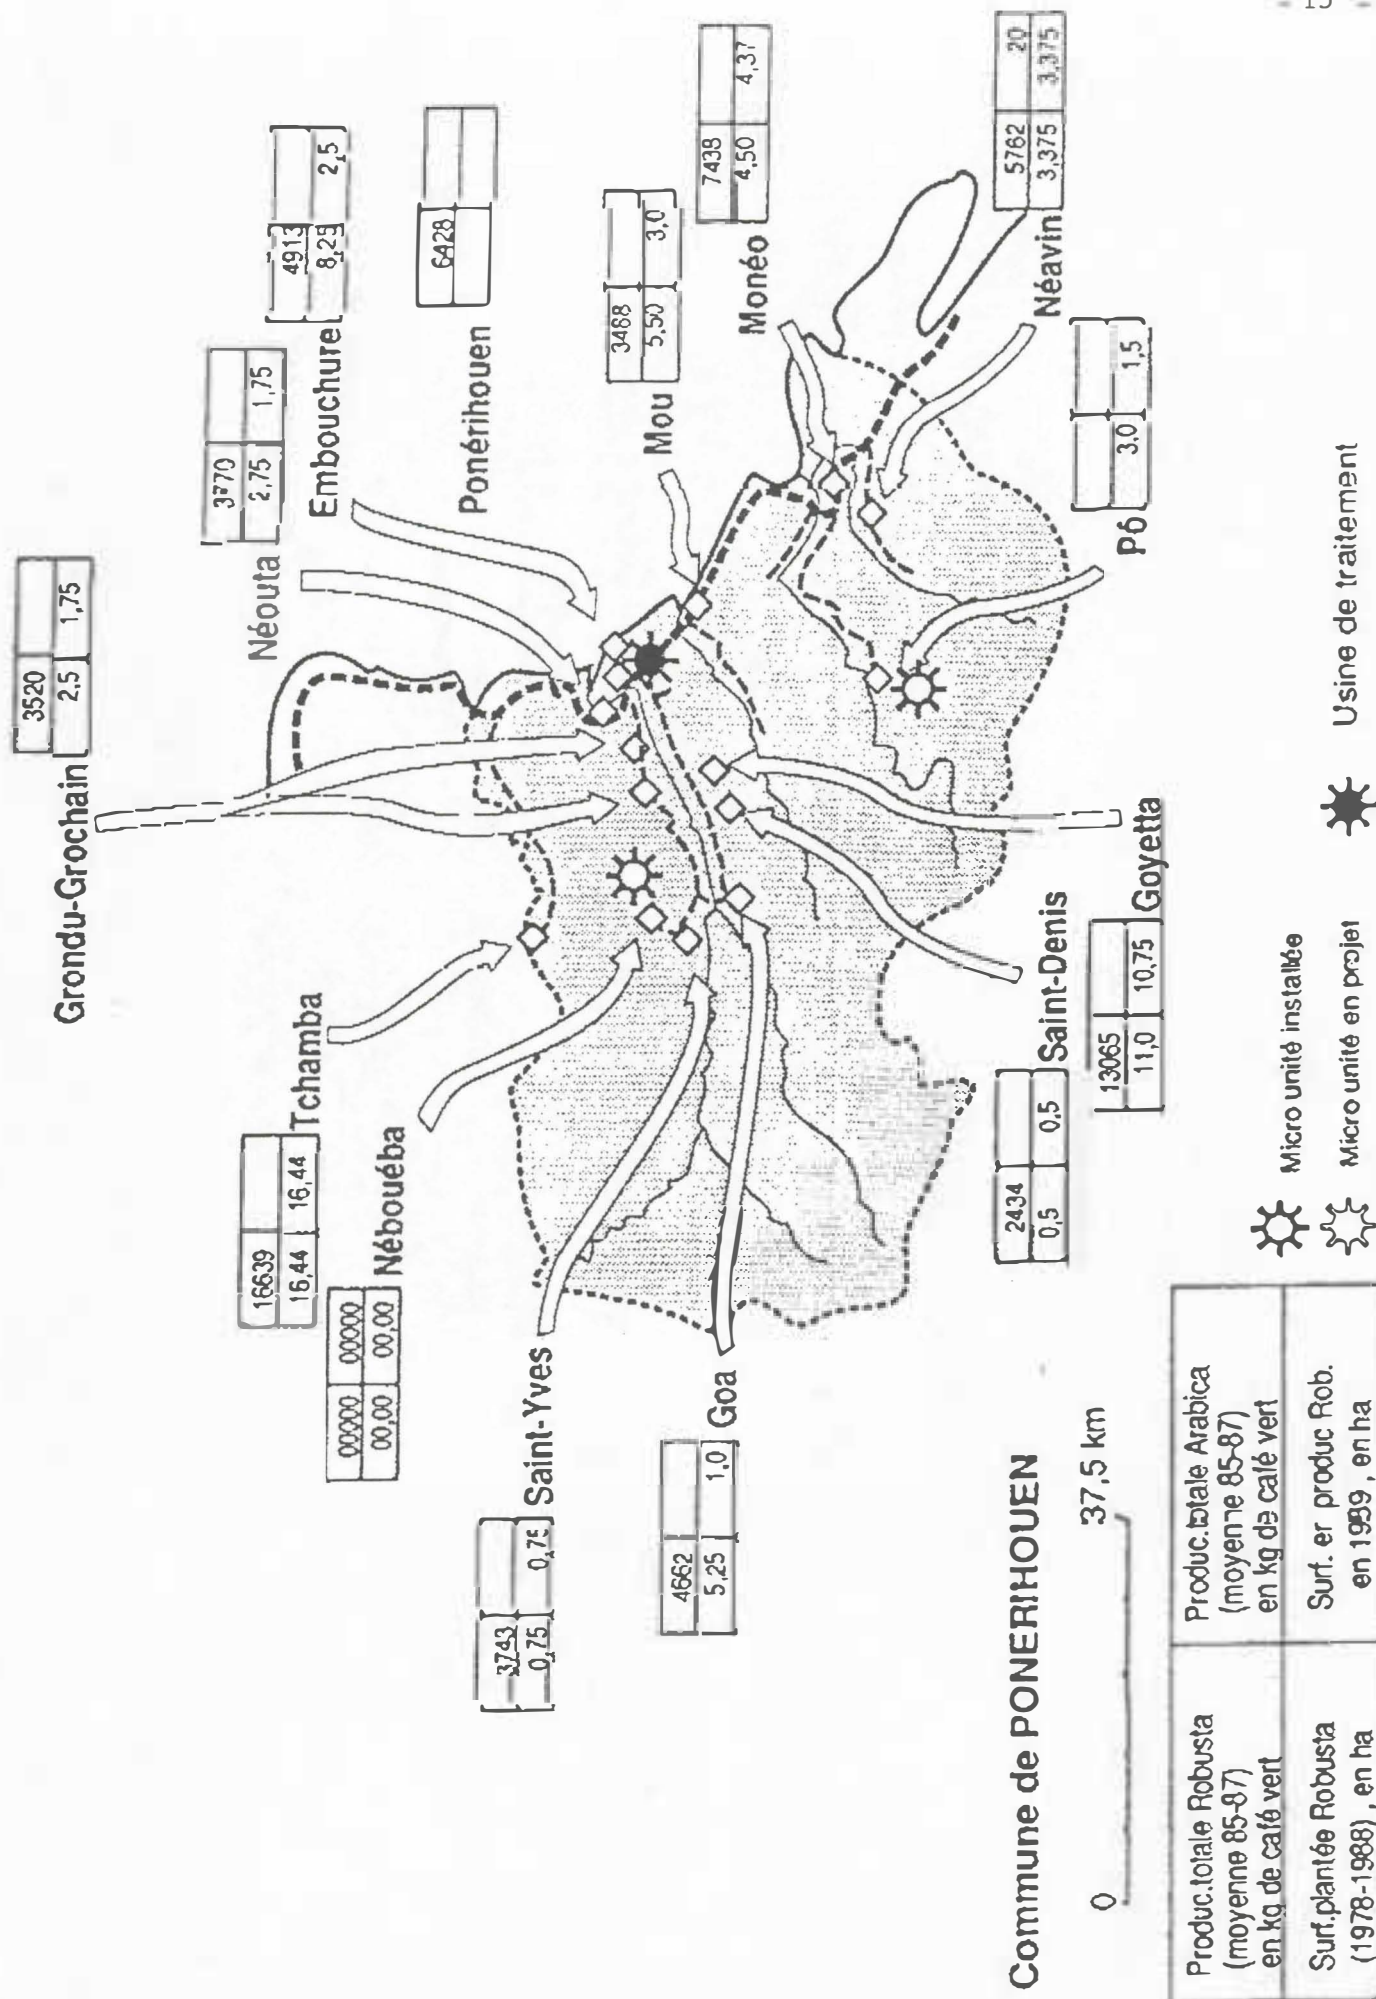 - 15 -
Grondu-Grochain
3520
2.5 1,75
Néouta
3770
2,75 1,75
Embouchure
4913
8,25 2,5
Ponérihouen
6428
Mou
3468
5,50 3,0
Monéo
7438
4,50 4,37
Néavin
5762 20
3,375 3,375
Pô
3,0 1,5
Tchamba
16639
16,44 16,44
Nébouéba
00000 00000
00,00 00,00
Saint-Yves
3743
0,75 0,75
Goa
4662
5,25 1,0
Saint-Denis
2434
0,5 0,5
Goyetta
13065
11,0 10,75
Commune de PONERIHOUEN
0 37,5 km
Produc.totale Robusta
(moyenne 85-87)
en kg de café vert
Produc.totale Arabica
(moyenne 85-87)
en kg de café vert
Surf.plantée Robusta
(1978-1988) , en ha
Surf. er produc Rob.
en 1989 , en ha
Micro unité installée
Micro unité en projet
Usine de traitement